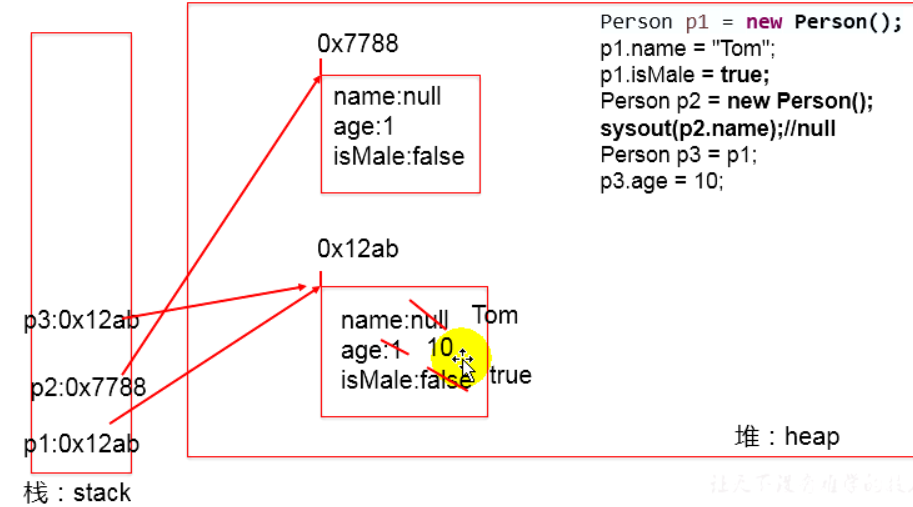 0x7788
name:null
age:1
isMale:false
0x12ab
name:null Tom
age:1 10
isMale:false true
p3:0x12ab
p2:0x7788
p1:0x12ab
栈：stack
堆：heap
Person p1 = new Person();
p1.name = "Tom";
p1.isMale = true;
Person p2 = new Person();
sysout(p2.name);//null
Person p3 = p1;
p3.age = 10;